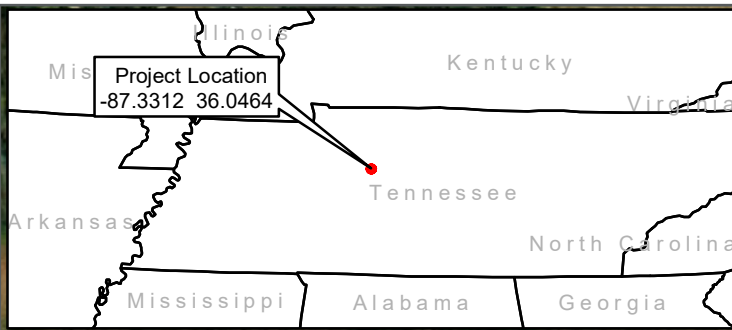 Illinois
Kentucky
Mis
Project Location
-87.3312 36.0464
Virginia
Tennessee
Arkansas
North Carolina
Mississippi
Alabama
Georgia